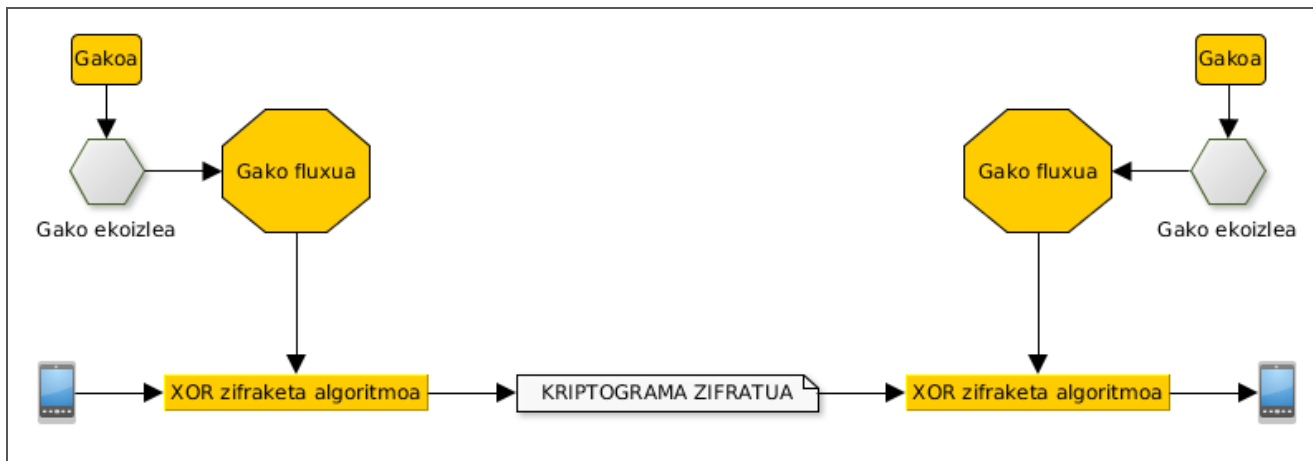 Gakoa
Gakoa
Gako fluxua
Gako fluxua
Gako ekoizlea
Gako ekoizlea
XOR zifraketa algoritmoa
KRIPTOGRAMA ZIFRATUA
XOR zifraketa algoritmoa